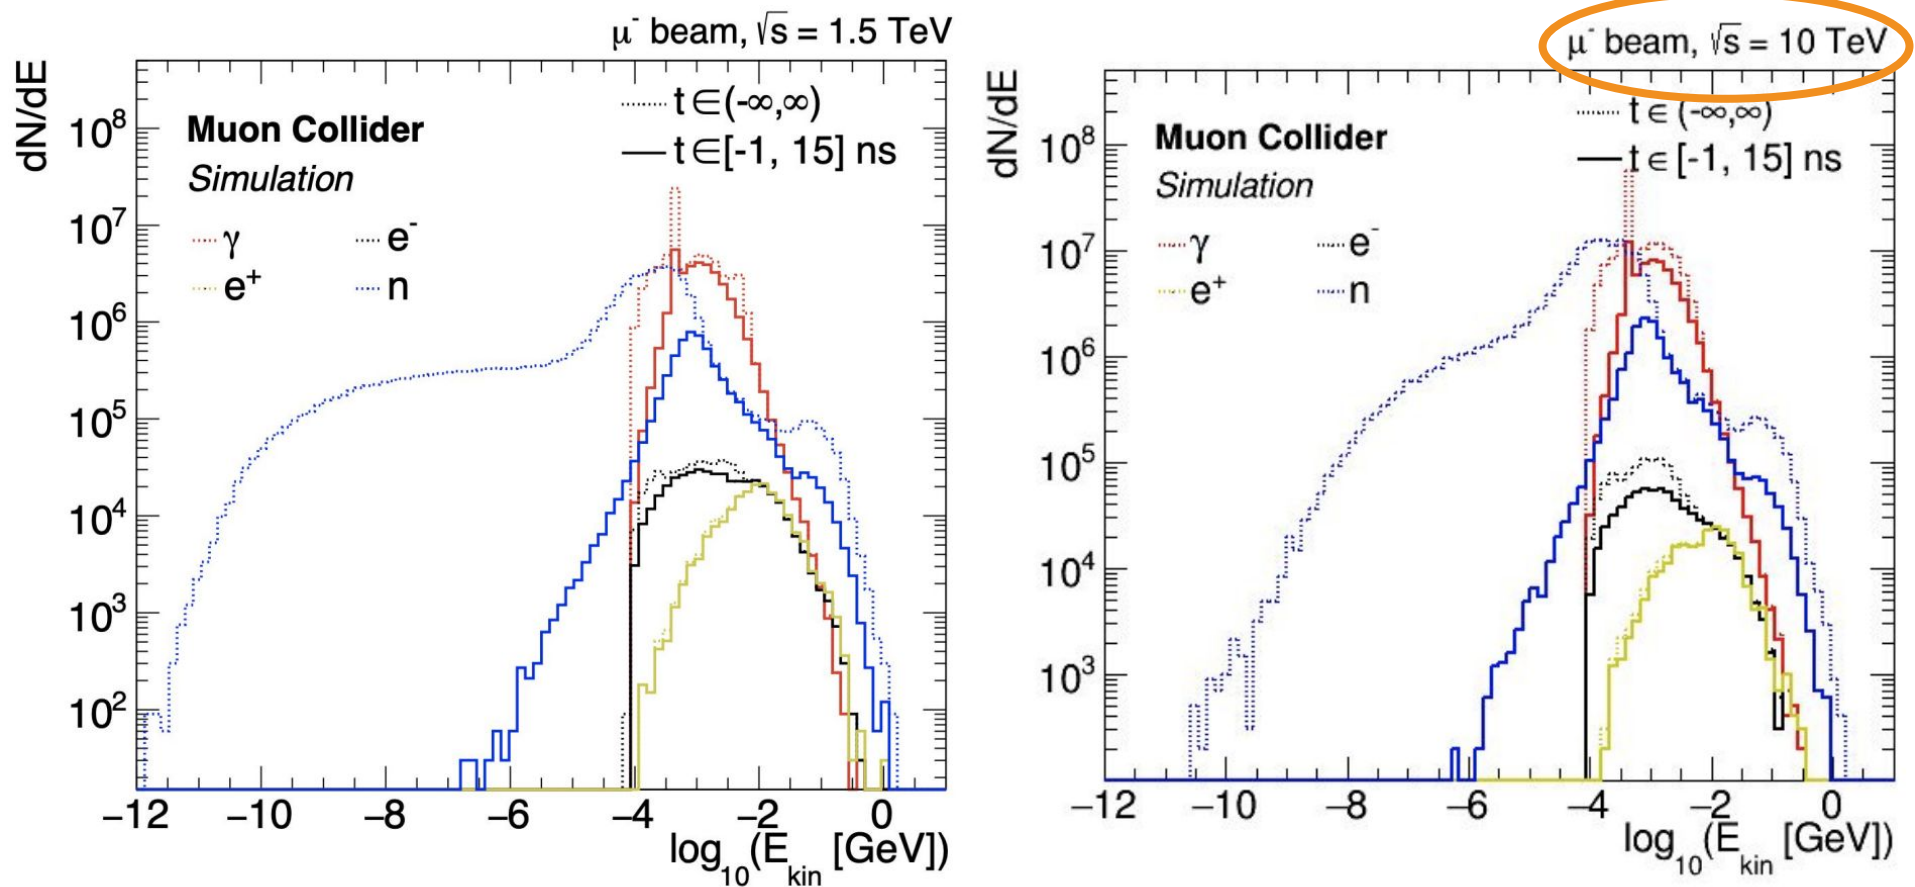 μ⁻ beam, √s = 1.5 TeV
dN/dE
Muon Collider
Simulation
t∈(-∞,∞)
t∈[-1, 15] ns
γ
e⁻
e⁺
n
10⁸
10⁷
10⁶
10⁵
10⁴
10³
10²
−12 −10 −8 −6 −4 −2 0
log₁₀(E_kin [GeV])
μ⁻ beam, √s = 10 TeV
dN/dE
Muon Collider
Simulation
t∈(-∞,∞)
t∈[-1, 15] ns
γ
e⁻
e⁺
n
10⁸
10⁷
10⁶
10⁵
10⁴
10³
−12 −10 −8 −6 −4 −2 0
log₁₀(E_kin [GeV])